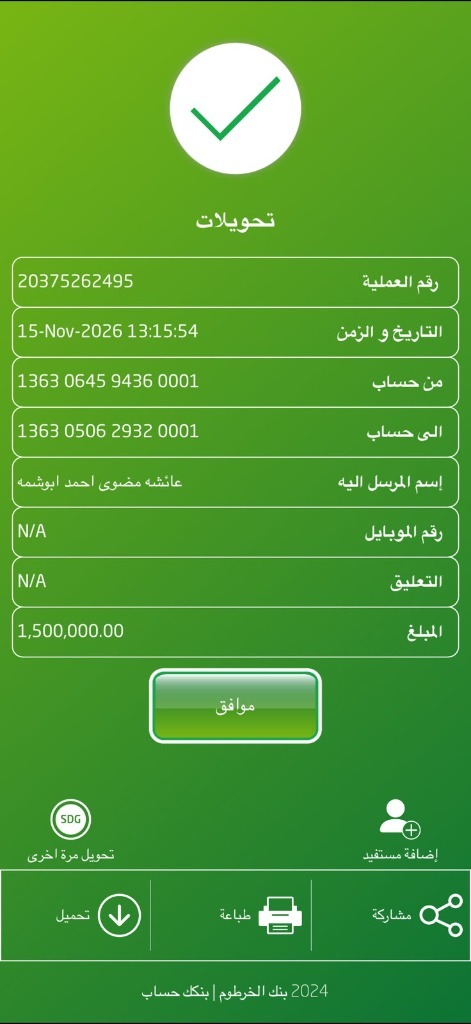 تحويلات
رقم العملية 20375262495
التاريخ و الزمن 15-Nov-2026 13:15:54
من حساب 1363 0645 9436 0001
الى حساب 1363 0506 2932 0001
إسم المرسل اليه عائشه مضوى احمد ابوشمه
رقم الموبايل N/A
التعليق N/A
المبلغ 1,500,000.00
موافق
إضافة مستفيد
SDG
تحويل مرة اخرى
مشاركة
طباعة
تحميل
2024 بنك الخرطوم | بنكك حساب